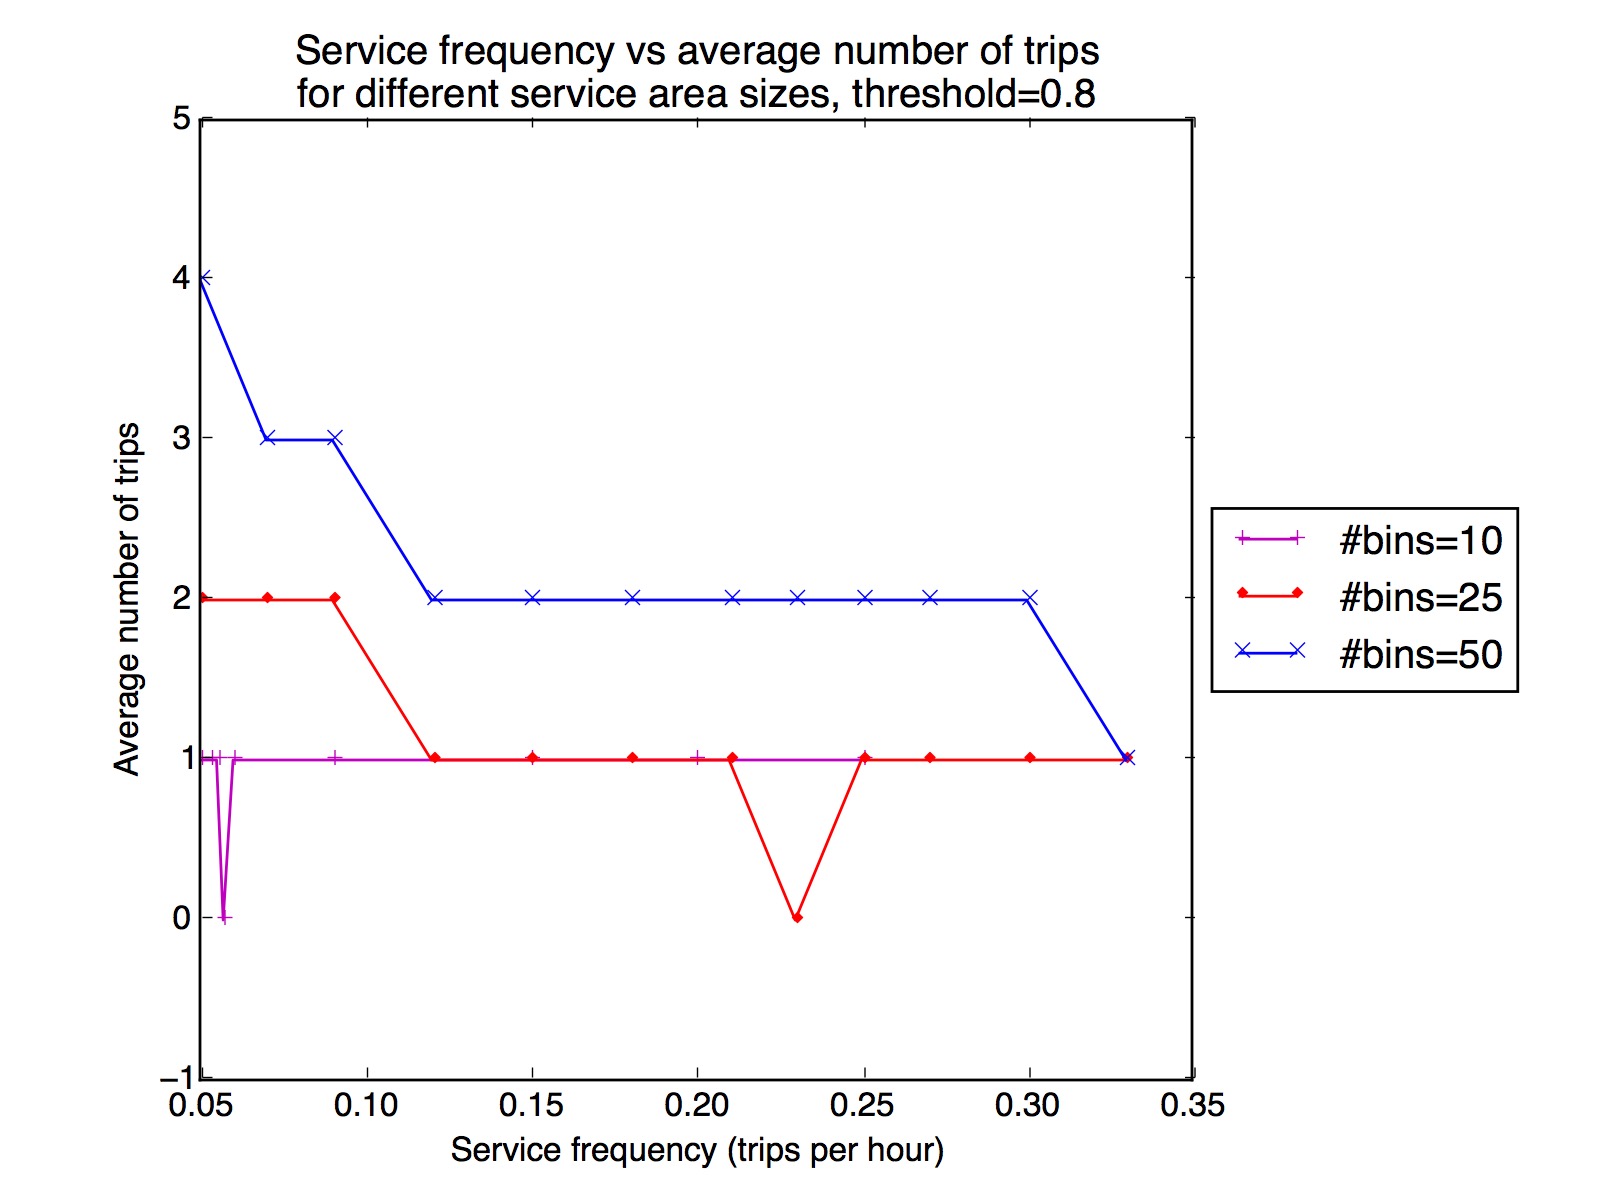 Service frequency vs average number of trips
for different service area sizes, threshold=0.8
5
4
3
2
1
0
−1
Average number of trips
0.05 0.10 0.15 0.20 0.25 0.30 0.35
Service frequency (trips per hour)
#bins=10
#bins=25
#bins=50